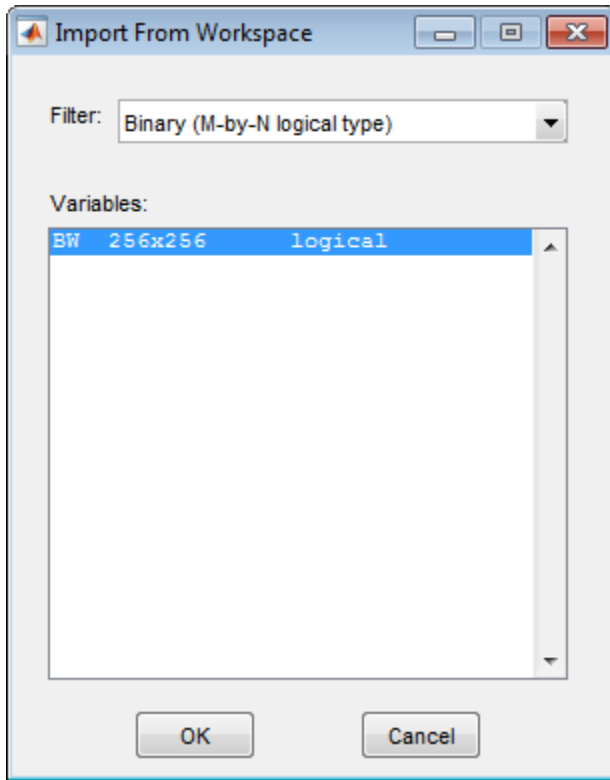 Import From Workspace
Filter: Binary (M-by-N logical type)
Variables:
BW 256x256 logical
OK Cancel